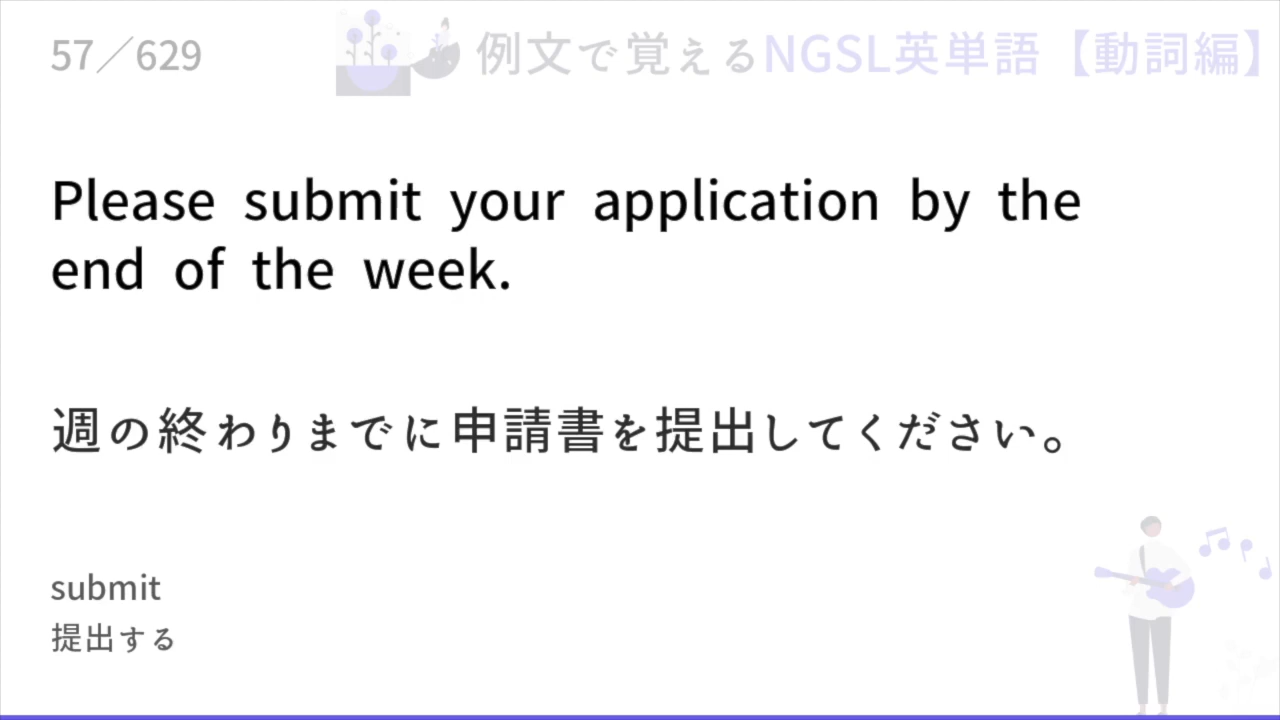 57／629
例文で覚えるNGSL英単語【動詞編】
Please submit your application by the
end of the week.
週の終わりまでに申請書を提出してください。
submit
提出する